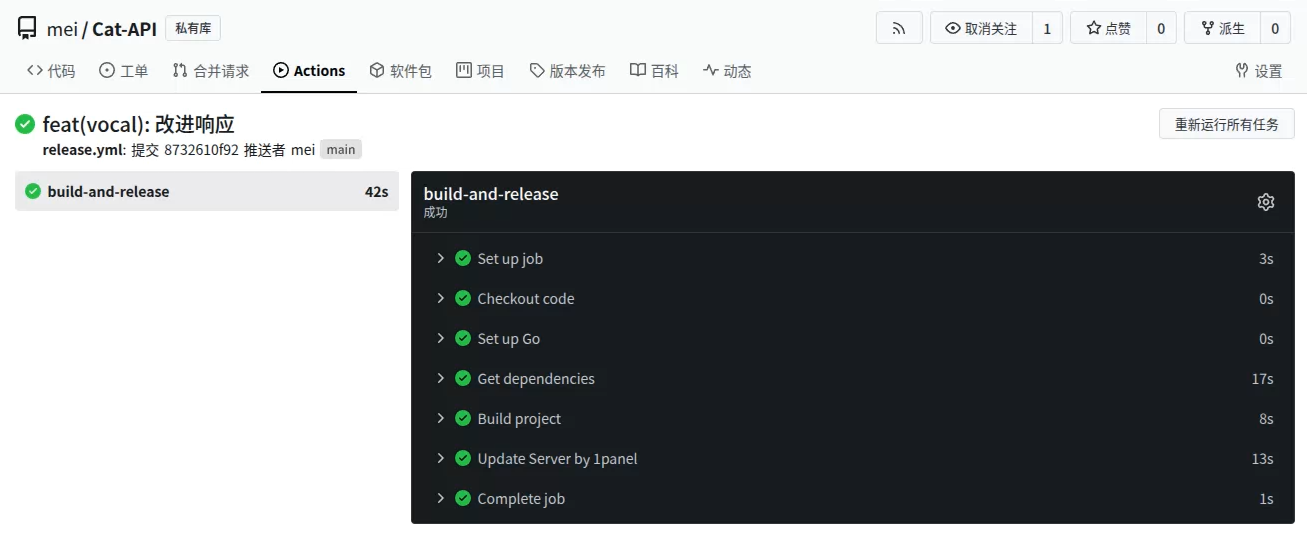 mei / Cat-API 私有库 取消关注 1 点赞 0 派生 0
代码 工单 合并请求 Actions 软件包 项目 版本发布 百科 动态 设置
feat(vocal): 改进响应 重新运行所有任务
release.yml: 提交 8732610f92 推送者 mei main
build-and-release 42s
build-and-release
成功
Set up job 3s
Checkout code 0s
Set up Go 0s
Get dependencies 17s
Build project 8s
Update Server by 1panel 13s
Complete job 1s